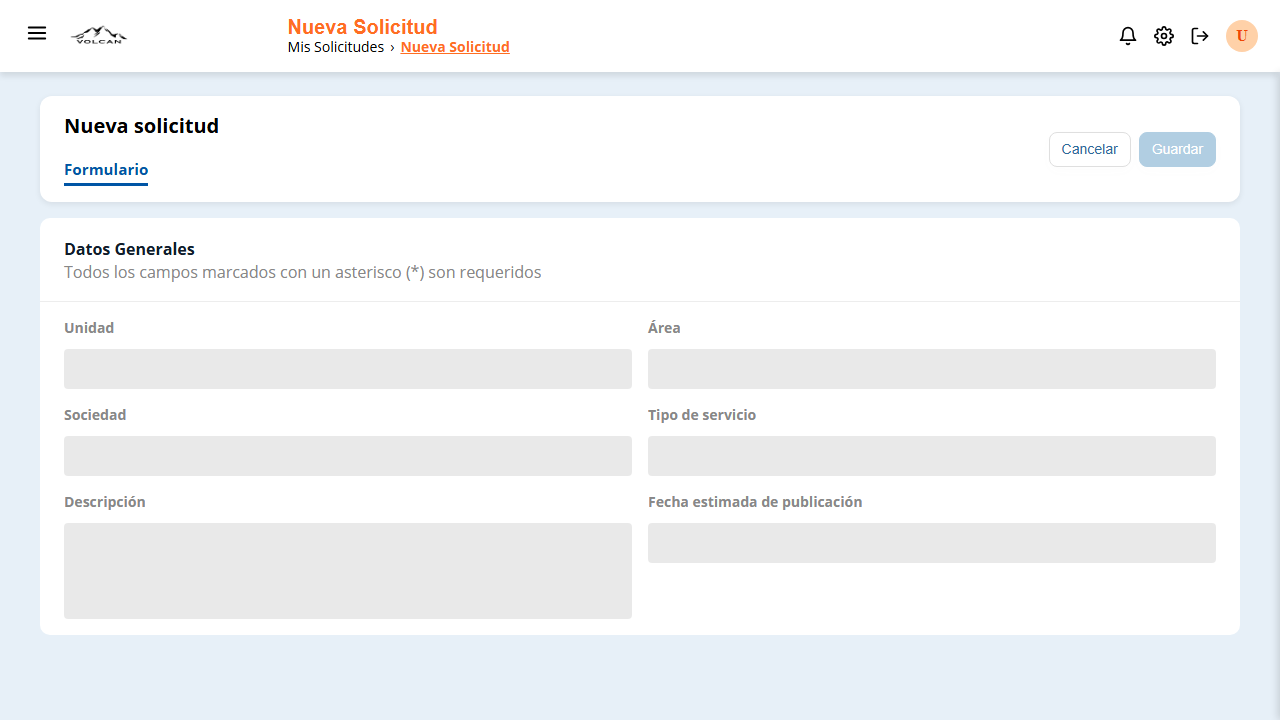 VOLCAN
Nueva Solicitud
Mis Solicitudes › Nueva Solicitud
U
Nueva solicitud
Formulario
Cancelar
Guardar
Datos Generales
Todos los campos marcados con un asterisco (*) son requeridos
Unidad
Área
Sociedad
Tipo de servicio
Descripción
Fecha estimada de publicación